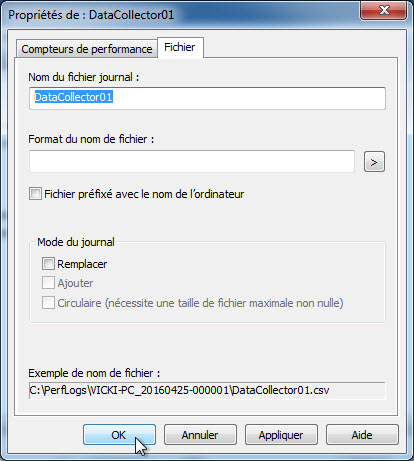 Propriétés de : DataCollector01
Compteurs de performance
Fichier
Nom du fichier journal :
DataCollector01
Format du nom de fichier :
>
Fichier préfixé avec le nom de l'ordinateur
Mode du journal
Remplacer
Ajouter
Circulaire (nécessite une taille de fichier maximale non nulle)
Exemple de nom de fichier :
C:\PerfLogs\VICKI-PC_20160425-000001\DataCollector01.csv
OK
Annuler
Appliquer
Aide